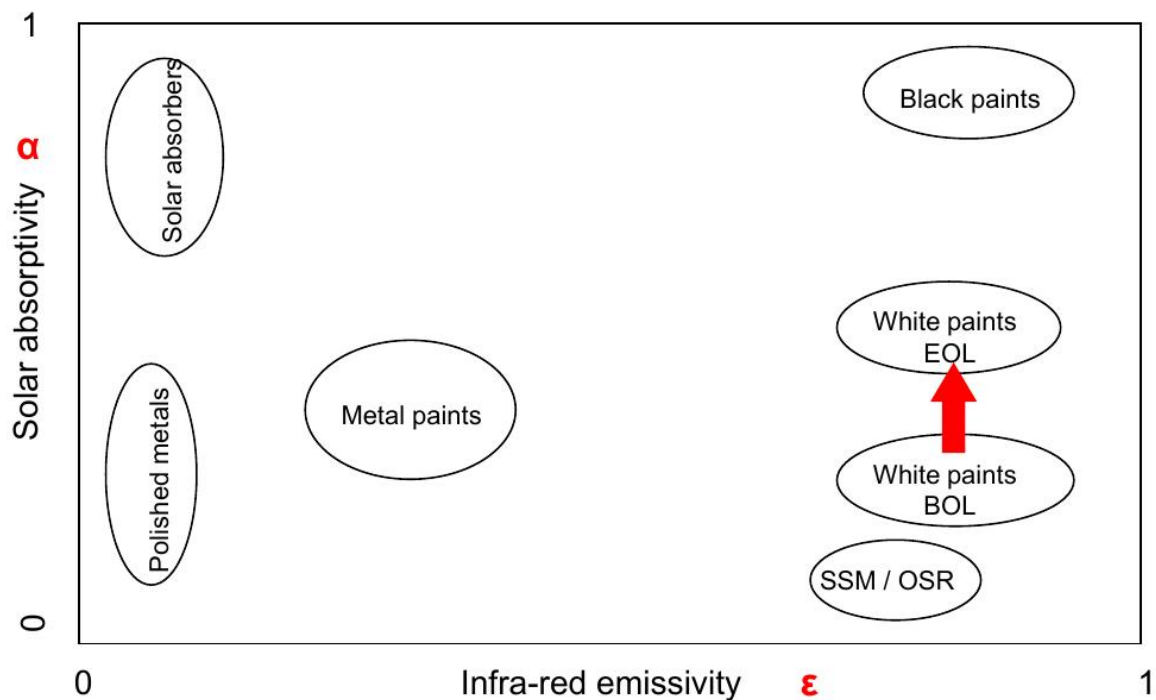 1
Solar absorbers
Black paints
Solar absorptivity α
White paints
EOL
Metal paints
Polished metals
White paints
BOL
SSM / OSR
0
0
Infra-red emissivity ε
1